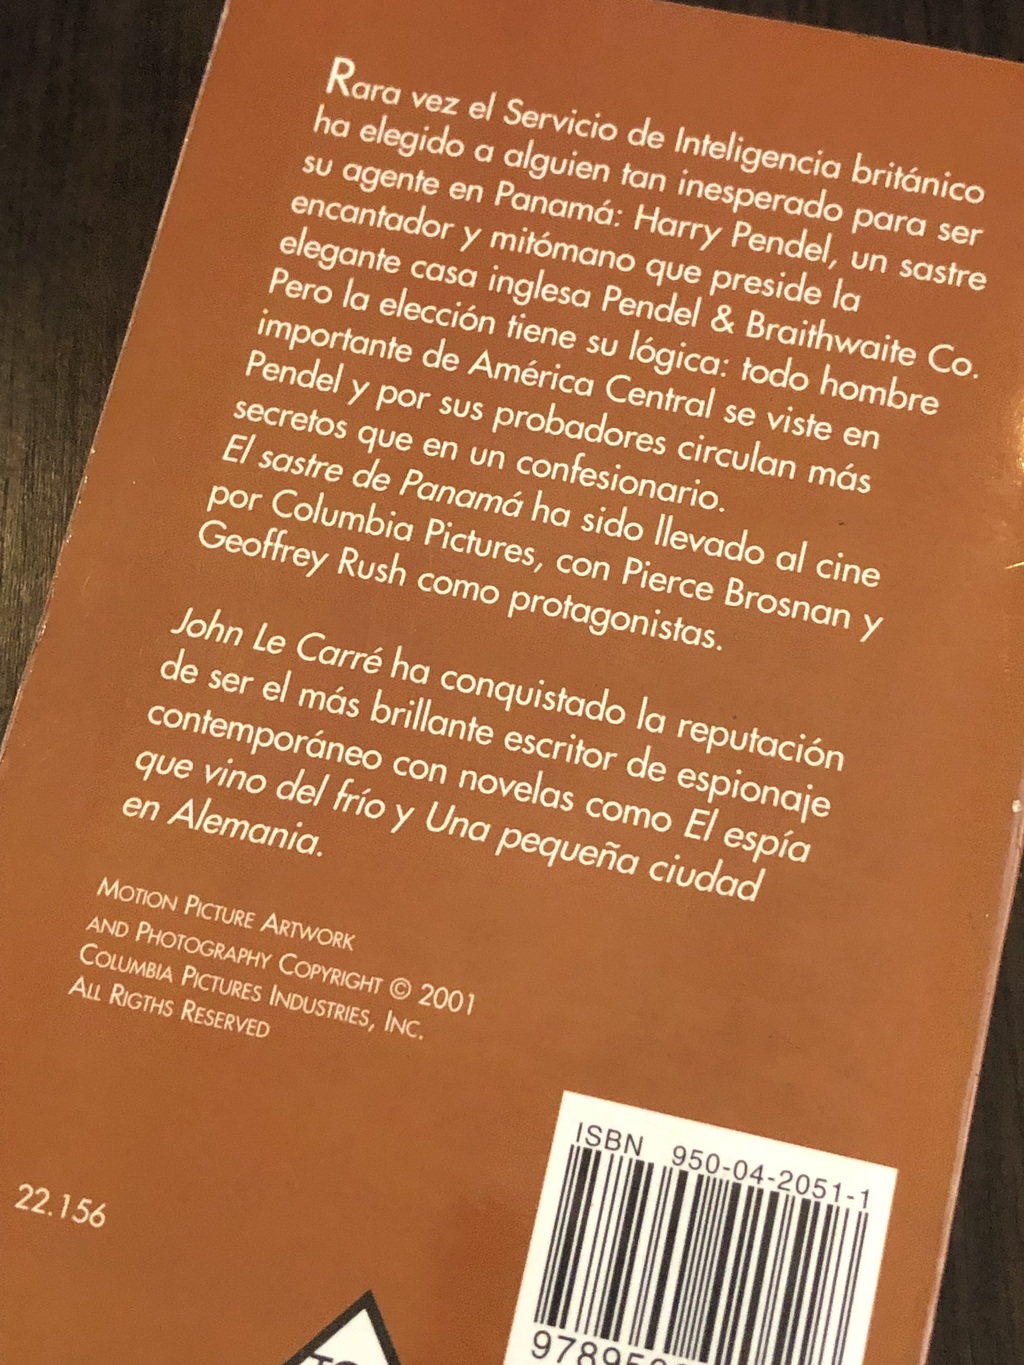 Rara vez el Servicio de Inteligencia británico
ha elegido a alguien tan inesperado para ser
su agente en Panamá: Harry Pendel, un sastre
encantador y mitómano que preside la
elegante casa inglesa Pendel & Braithwaite Co.
Pero la elección tiene su lógica: todo hombre
importante de América Central se viste en
Pendel y por sus probadores circulan más
secretos que en un confesionario.
El sastre de Panamá ha sido llevado al cine
por Columbia Pictures, con Pierce Brosnan y
Geoffrey Rush como protagonistas.
John Le Carré ha conquistado la reputación
de ser el más brillante escritor de espionaje
contemporáneo con novelas como El espía
que vino del frío y Una pequeña ciudad
en Alemania.
MOTION PICTURE ARTWORK
AND PHOTOGRAPHY COPYRIGHT © 2001
COLUMBIA PICTURES INDUSTRIES, INC.
ALL RIGTHS RESERVED
ISBN 950-04-2051-1
22.156